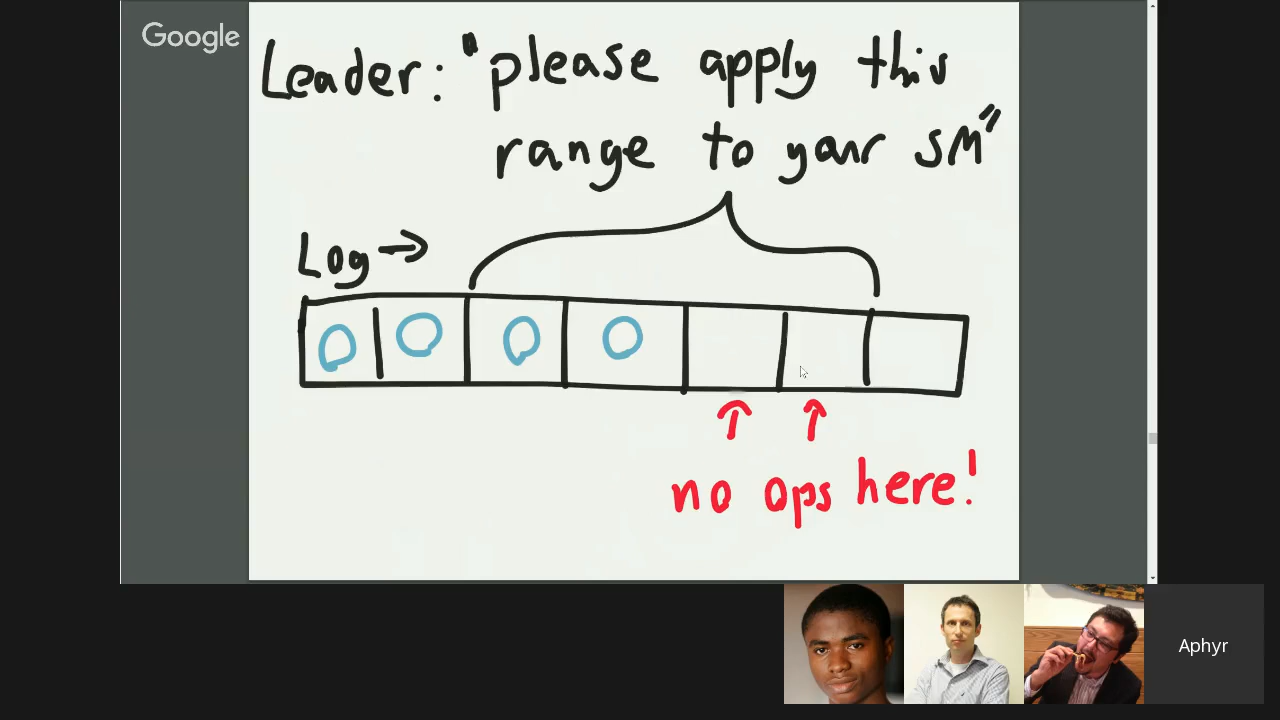 Google
Leader: "please apply this
range to your SM"
Log →
O O O O
↑ ↑
no ops here!
Aphyr